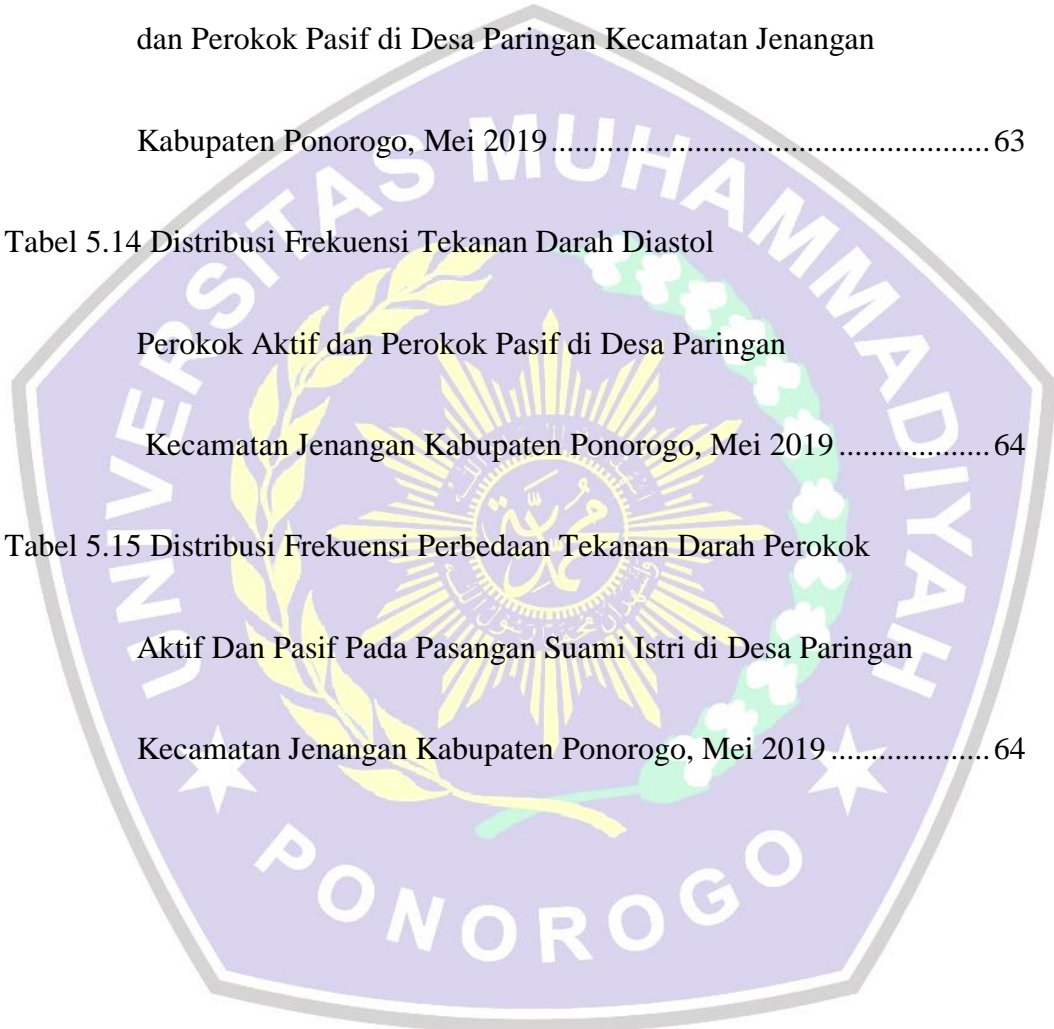 dan Perokok Pasif di Desa Paringan Kecamatan Jenangan
Kabupaten Ponorogo, Mei 2019 ........................................................ 63
Tabel 5.14 Distribusi Frekuensi Tekanan Darah Diastol
Perokok Aktif dan Perokok Pasif di Desa Paringan
Kecamatan Jenangan Kabupaten Ponorogo, Mei 2019 ................... 64
Tabel 5.15 Distribusi Frekuensi Perbedaan Tekanan Darah Perokok
Aktif Dan Pasif Pada Pasangan Suami Istri di Desa Paringan
Kecamatan Jenangan Kabupaten Ponorogo, Mei 2019 .................... 64
UNIVERSITAS MUHAMMADIYAH
PONOROGO